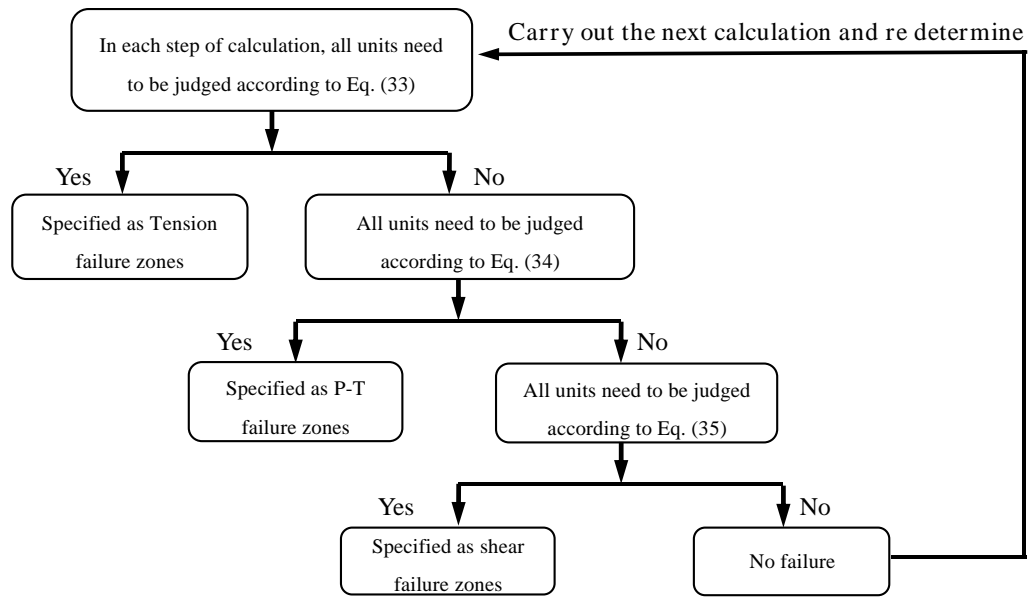 Carry out the next calculation and re determine
In each step of calculation, all units need
to be judged according to Eq. (33)
Yes
No
Specified as Tension
failure zones
All units need to be judged
according to Eq. (34)
Yes
No
Specified as P-T
failure zones
All units need to be judged
according to Eq. (35)
Yes
No
Specified as shear
failure zones
No failure